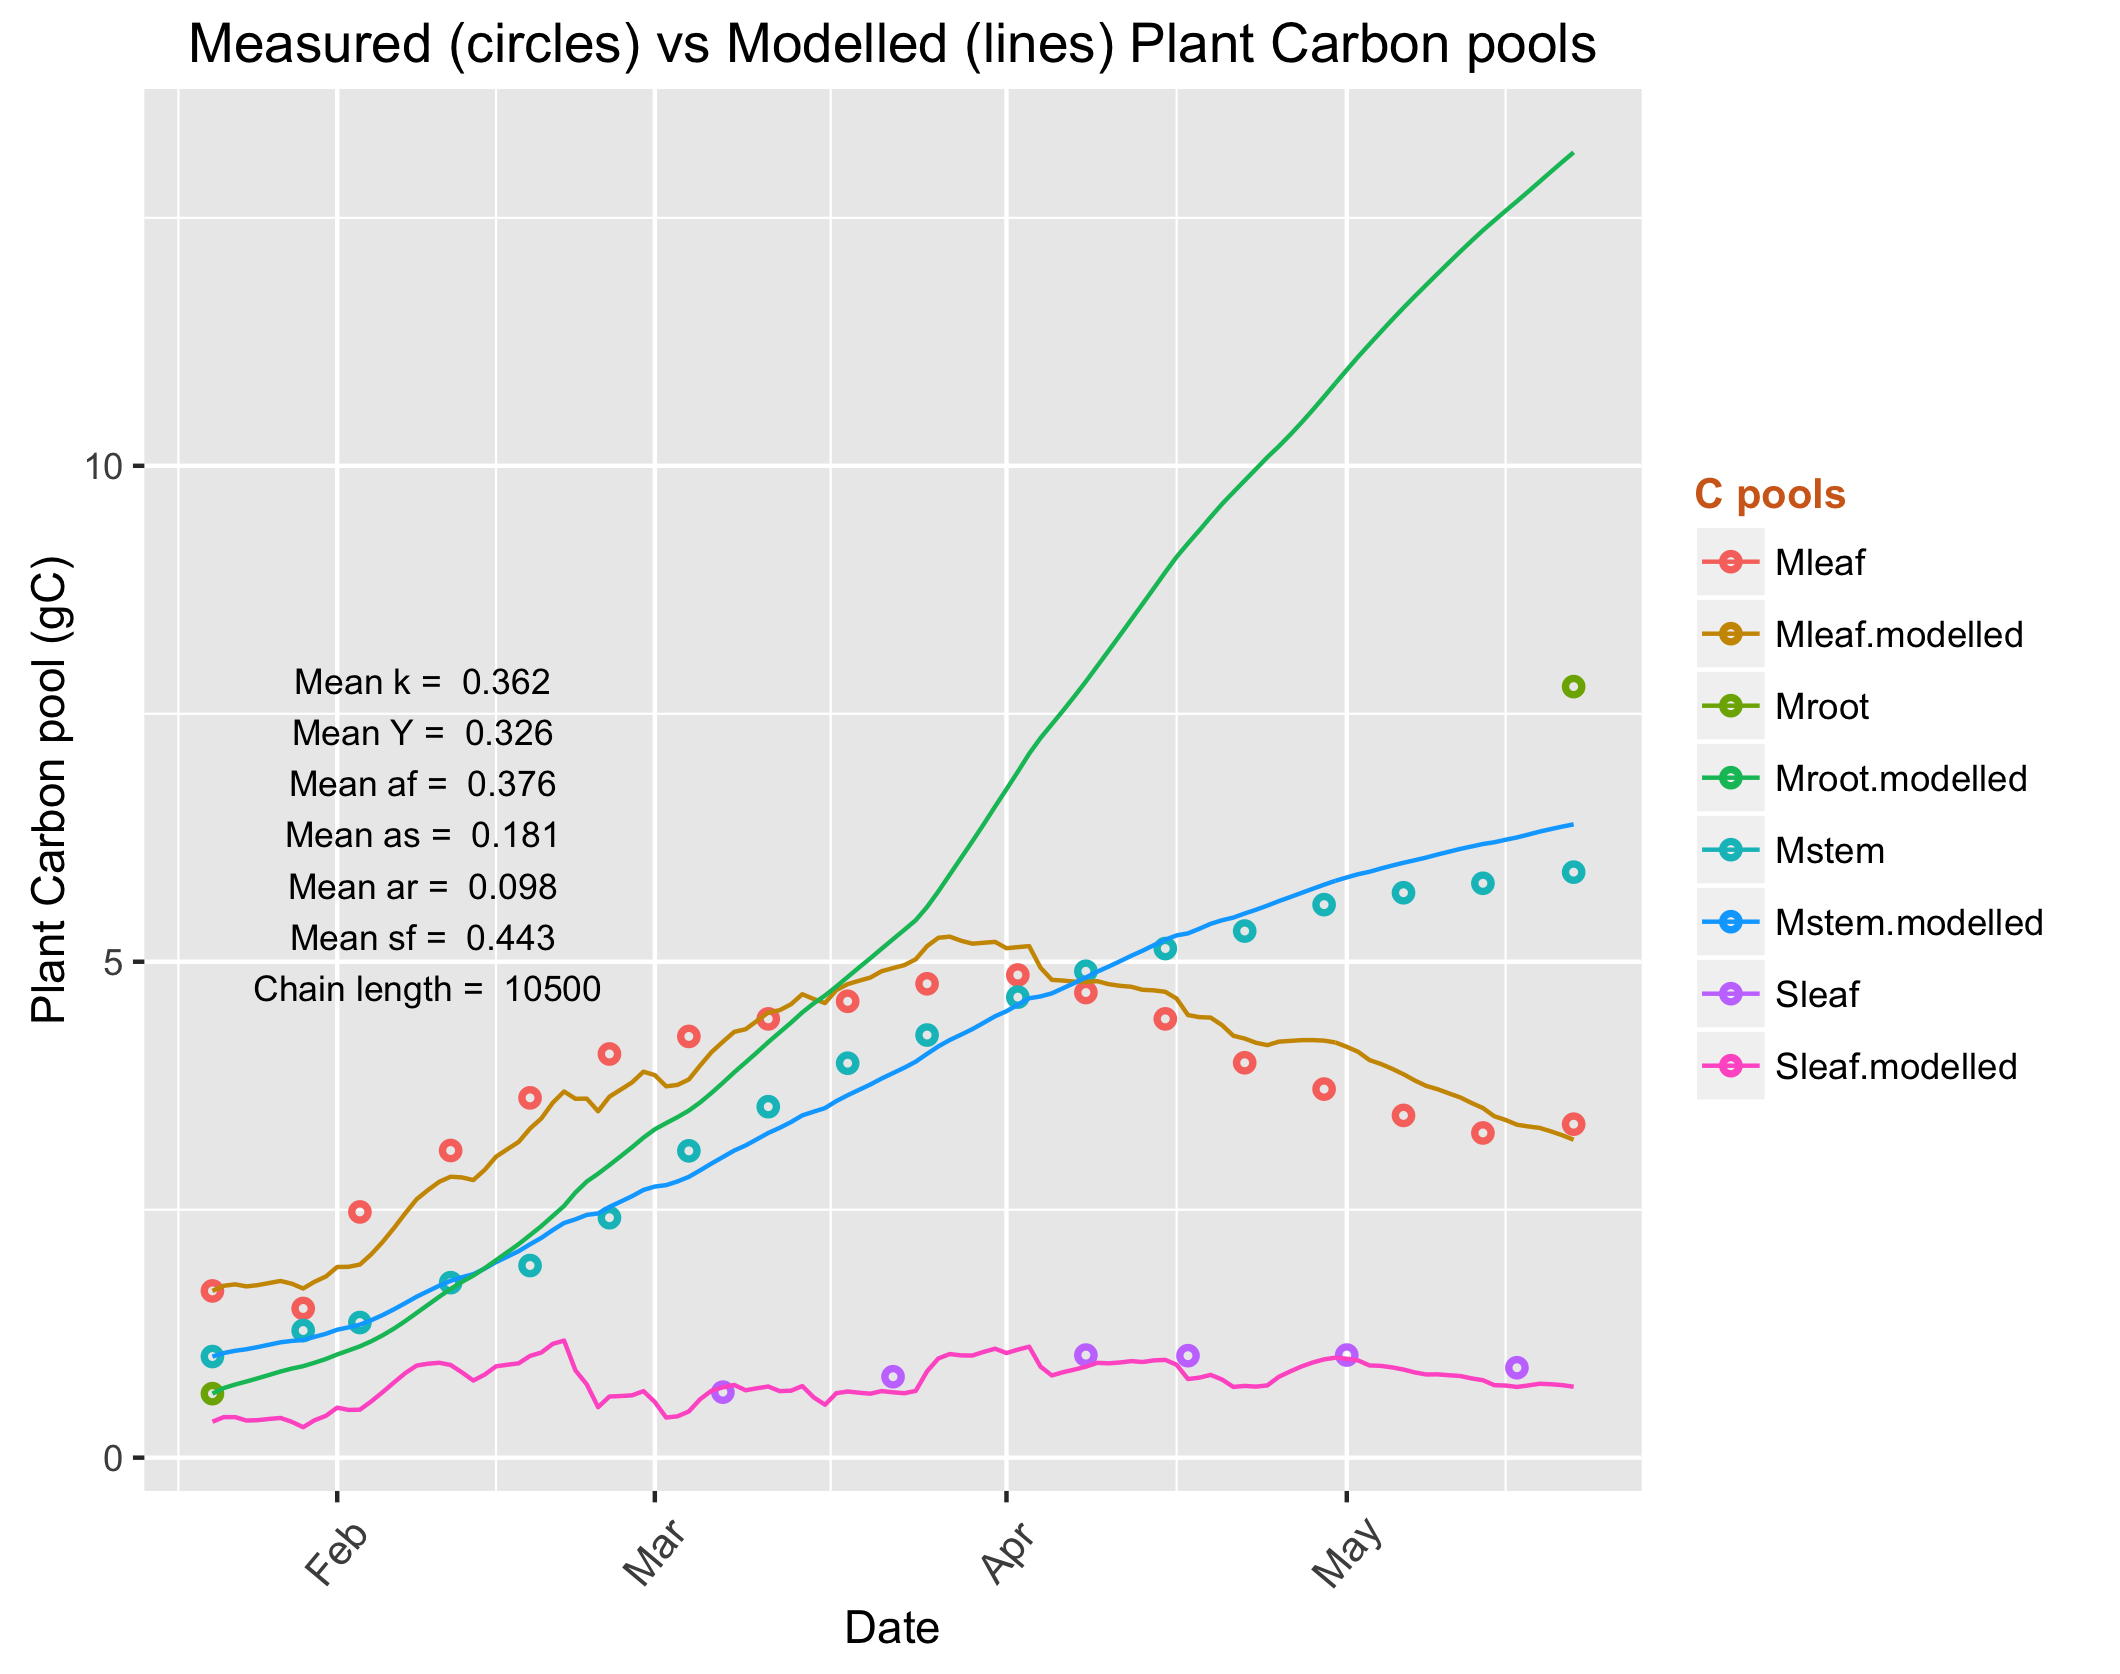 Measured (circles) vs Modelled (lines) Plant Carbon pools
Plant Carbon pool (gC)
10
5
0
Mean k = 0.362
Mean Y = 0.326
Mean af = 0.376
Mean as = 0.181
Mean ar = 0.098
Mean sf = 0.443
Chain length = 10500
Feb
Mar
Apr
May
Date
C pools
Mleaf
Mleaf.modelled
Mroot
Mroot.modelled
Mstem
Mstem.modelled
Sleaf
Sleaf.modelled